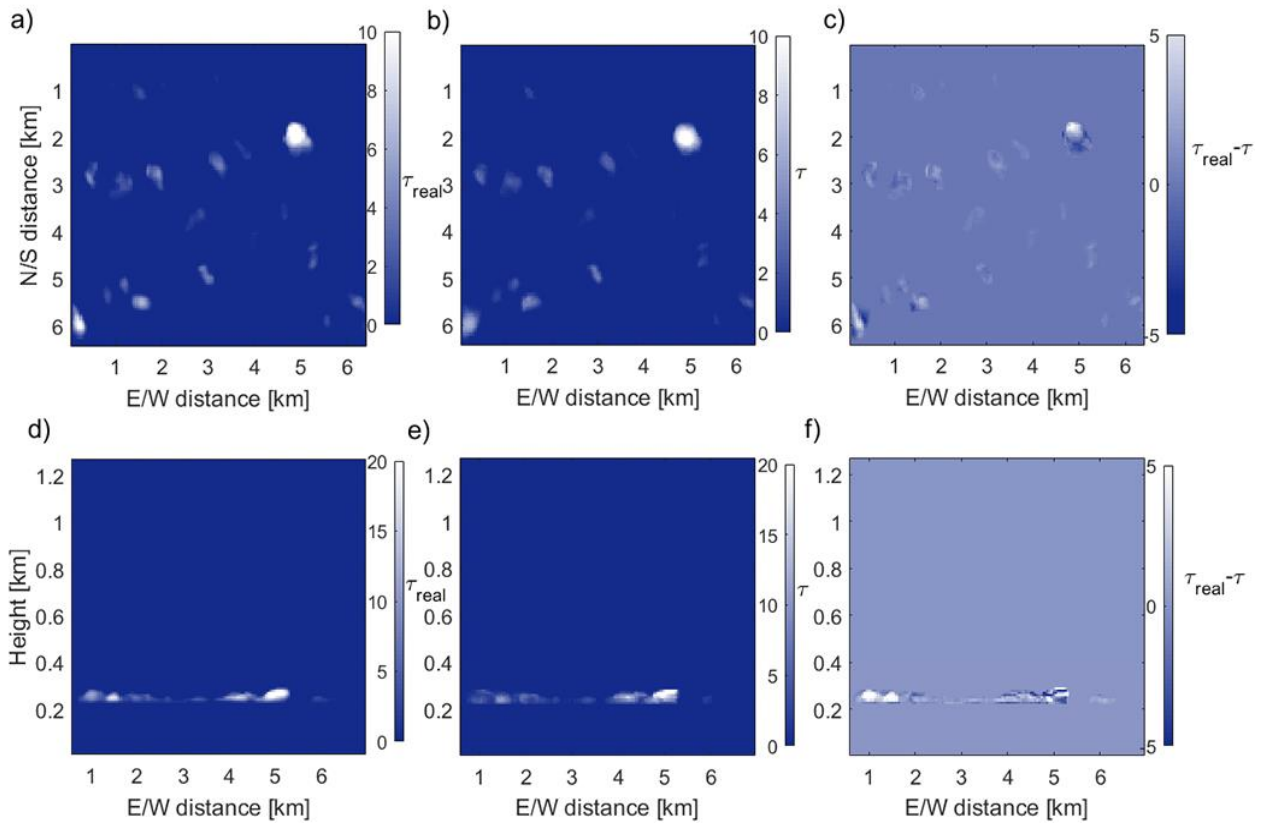 a)
b)
c)
10
8
6
4
2
0
τreal
1
2
3
4
5
6
N/S distance [km]
1 2 3 4 5 6
E/W distance [km]
10
8
6
4
2
0
τ
1
2
3
4
5
6
1 2 3 4 5 6
E/W distance [km]
5
0
-5
τreal-τ
1
2
3
4
5
6
1 2 3 4 5 6
E/W distance [km]
d)
e)
f)
20
15
10
5
0
τreal
1.2
1
0.8
0.6
0.4
0.2
Height [km]
1 2 3 4 5 6
E/W distance [km]
20
15
10
5
0
τ
1.2
1
0.8
0.6
0.4
0.2
1 2 3 4 5 6
E/W distance [km]
5
0
5
τreal-τ
1.2
1
0.8
0.6
0.4
0.2
1 2 3 4 5 6
E/W distance [km]